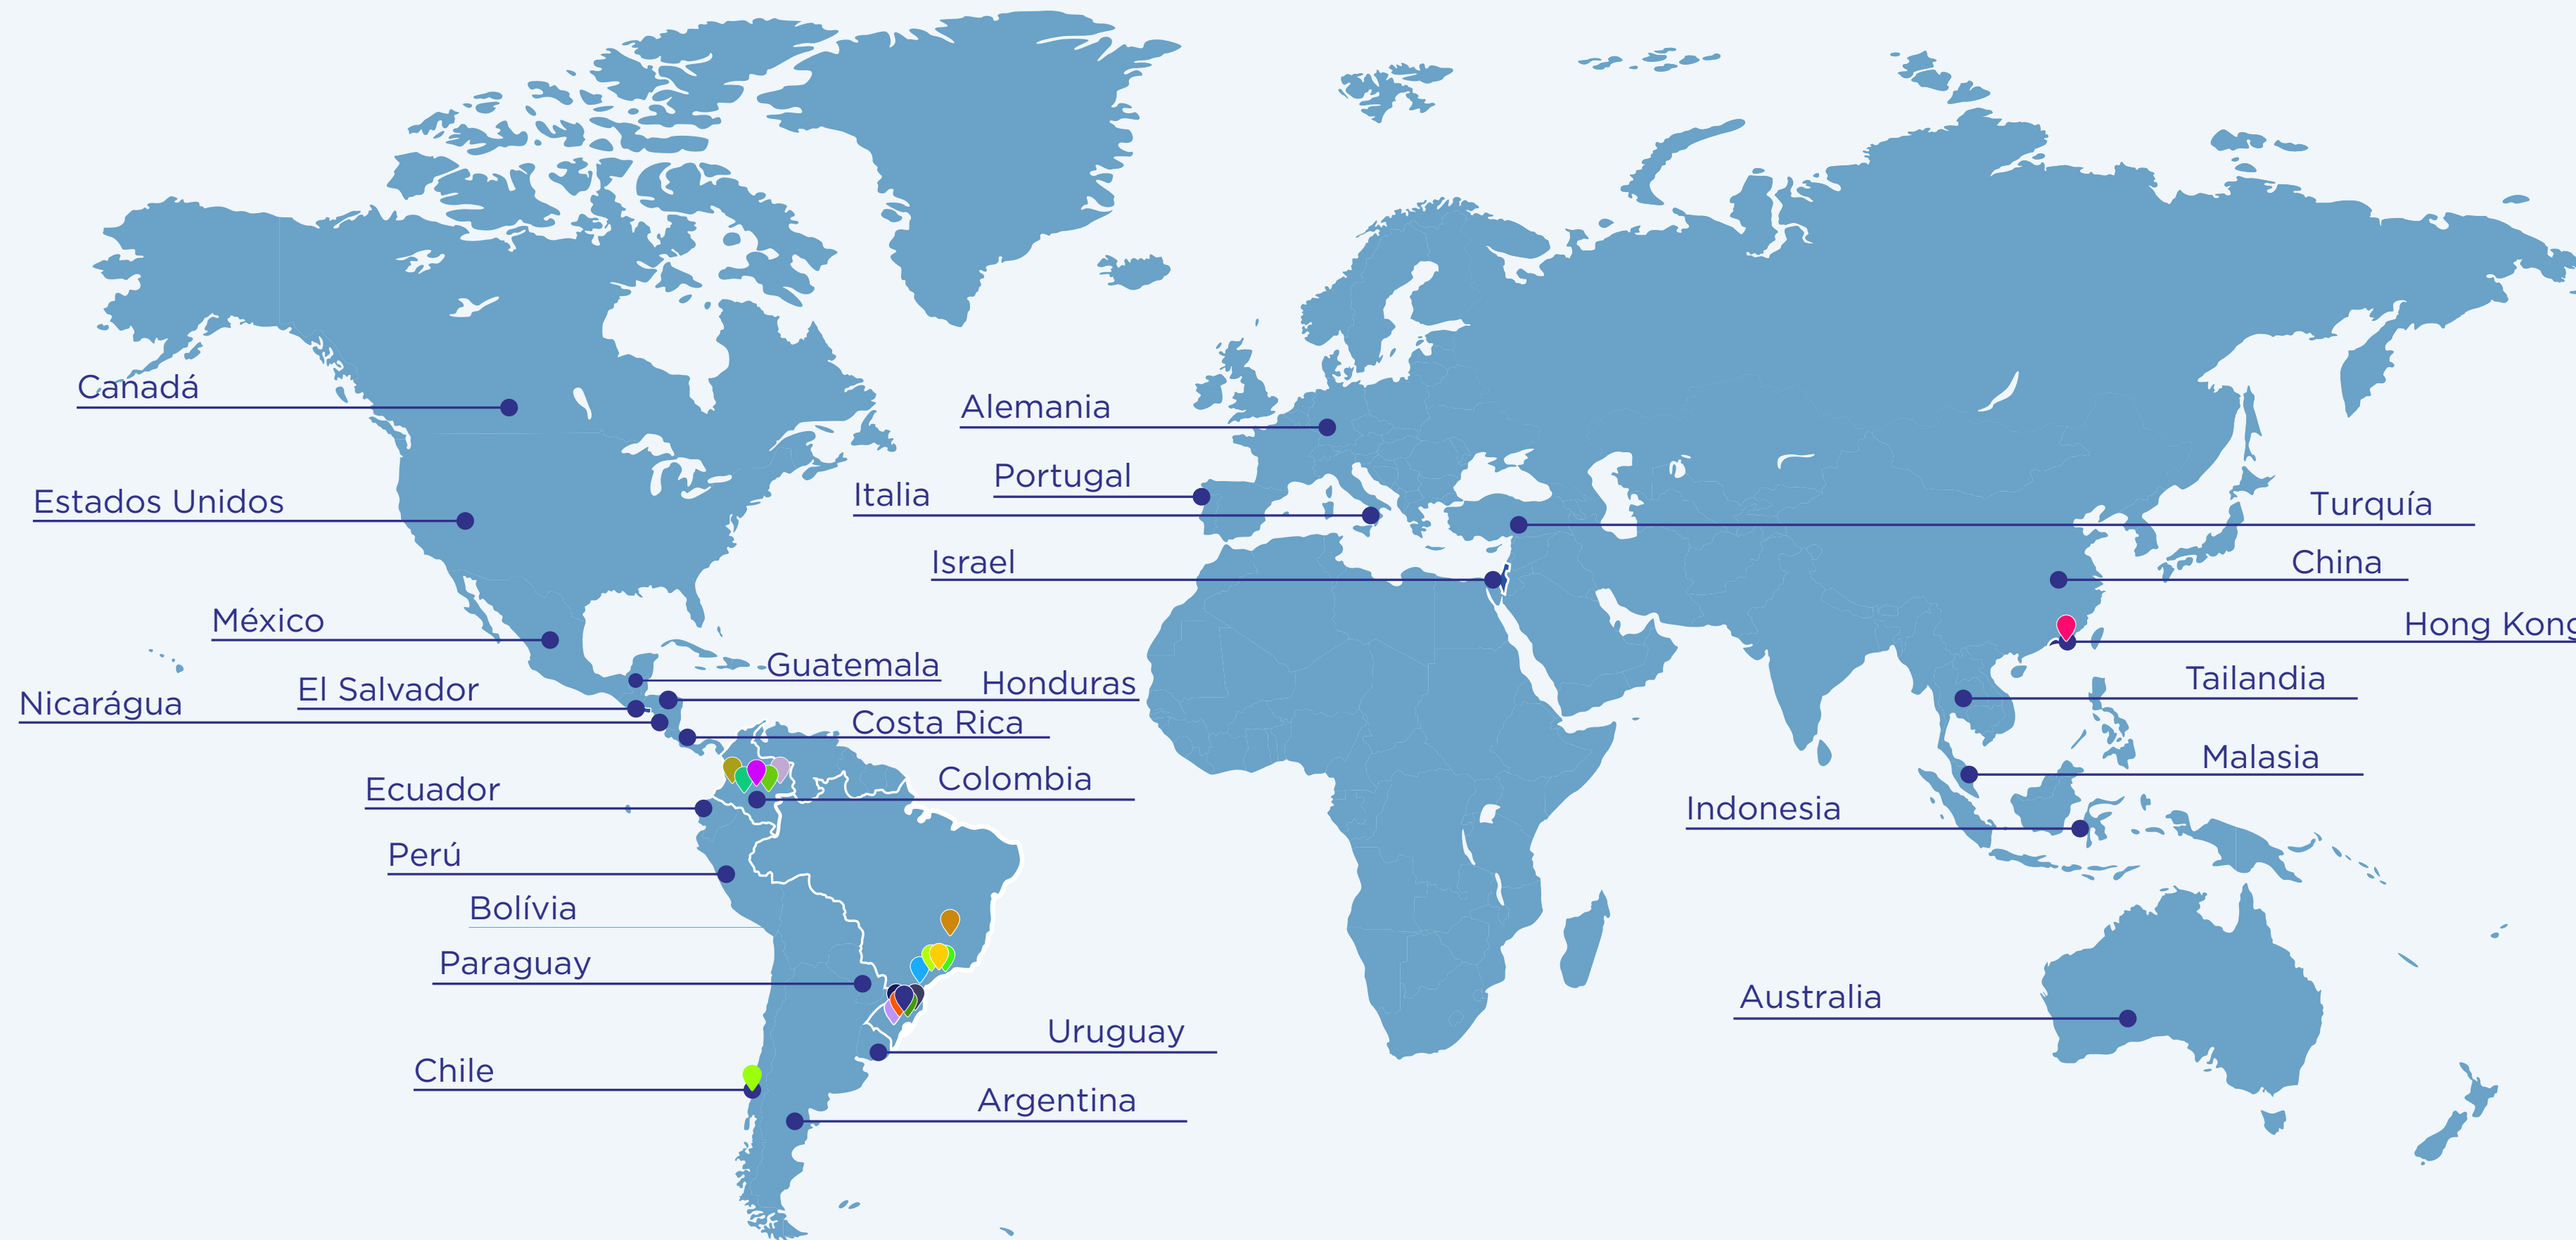 Canadá
Alemania
Portugal
Italia
Estados Unidos
Turquía
Israel
China
México
Hong Kong
Guatemala
Tailandia
El Salvador
Honduras
Nicarágua
Costa Rica
Malasia
Colombia
Ecuador
Indonesia
Perú
Bolívia
Paraguay
Australia
Uruguay
Chile
Argentina